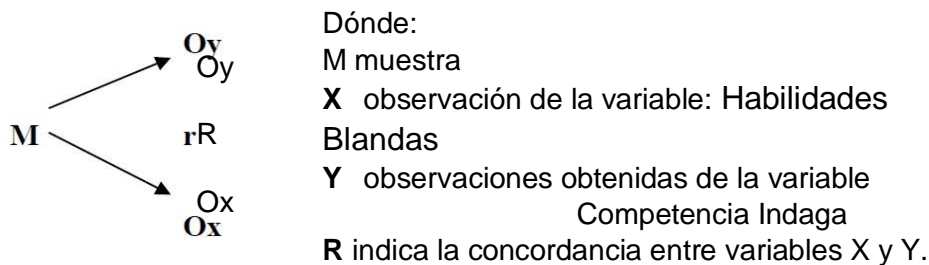 Oy
Oy
M
rR
Ox
Ox
Dónde:
M muestra
X observación de la variable: Habilidades
Blandas
Y observaciones obtenidas de la variable
Competencia Indaga
R indica la concordancia entre variables X y Y.